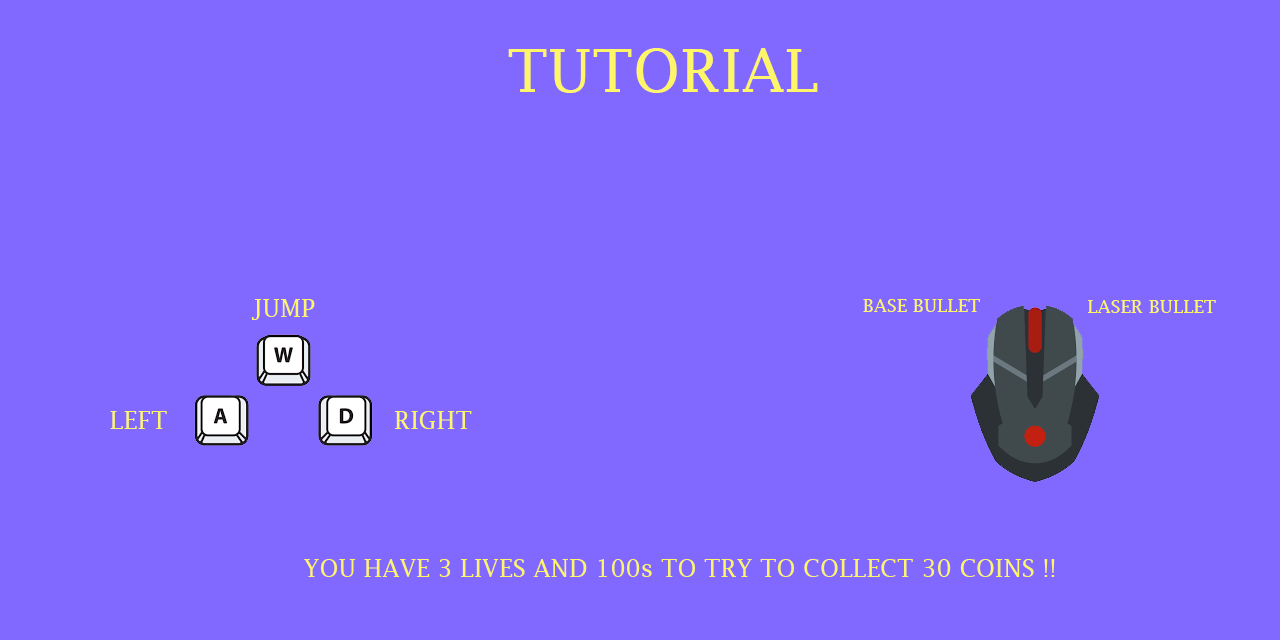 TUTORIAL
JUMP
W
LEFT A D RIGHT
BASE BULLET
LASER BULLET
YOU HAVE 3 LIVES AND 100s TO TRY TO COLLECT 30 COINS !!